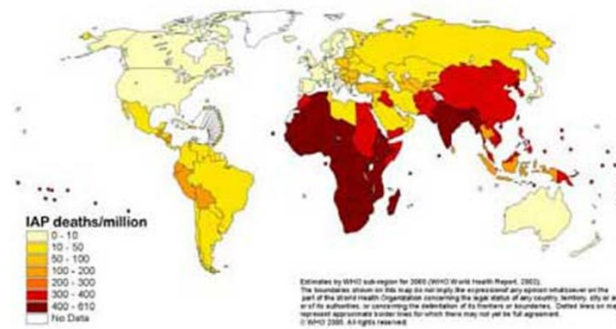 IAP deaths/million
0 - 10
10 - 50
50 - 100
100 - 200
200 - 300
300 - 400
400 - 610
No Data
Estimates by WHO sub-region for 2000 (WHO World Health Report, 2002).
The boundaries shown on this map do not imply the expression of any opinion whatsoever on the
part of the World Health Organization concerning the legal status of any country, territory, city or a
or of its authorities, or concerning the delimitation of its frontiers or boundaries. Dotted lines on ma
represent approximate border lines for which there may not yet be full agreement.
© WHO 2005. All rights reserved.